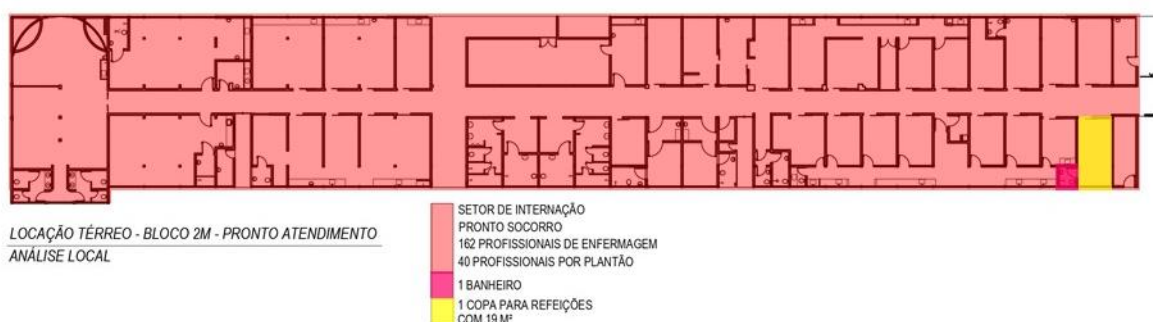 LOCAÇÃO TÉRREO - BLOCO 2M - PRONTO ATENDIMENTO
ANÁLISE LOCAL
SETOR DE INTERNAÇÃO
PRONTO SOCORRO
162 PROFISSIONAIS DE ENFERMAGEM
40 PROFISSIONAIS POR PLANTÃO
1 BANHEIRO
1 COPA PARA REFEIÇÕES
COM 19 M²